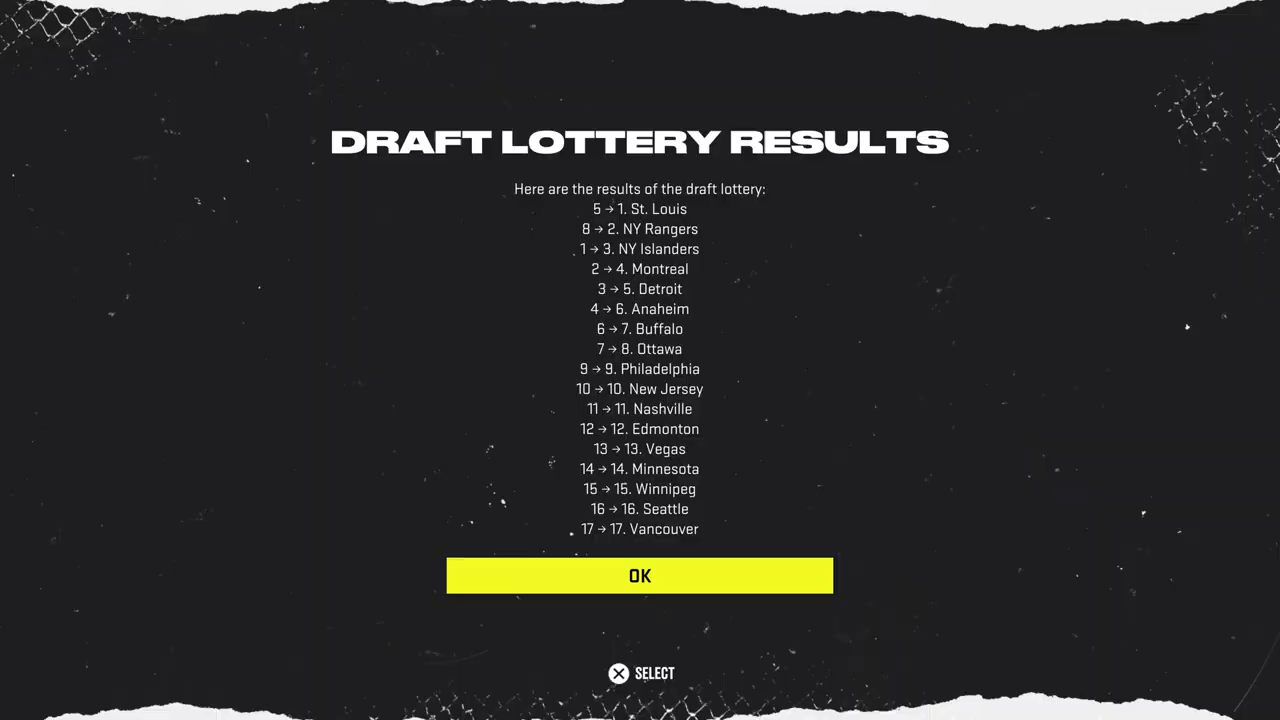 DRAFT LOTTERY RESULTS
Here are the results of the draft lottery:
5 → 1. St. Louis
8 → 2. NY Rangers
1 → 3. NY Islanders
2 → 4. Montreal
3 → 5. Detroit
4 → 6. Anaheim
6 → 7. Buffalo
7 → 8. Ottawa
9 → 9. Philadelphia
10 → 10. New Jersey
11 → 11. Nashville
12 → 12. Edmonton
13 → 13. Vegas
14 → 14. Minnesota
15 → 15. Winnipeg
16 → 16. Seattle
17 → 17. Vancouver
OK
SELECT